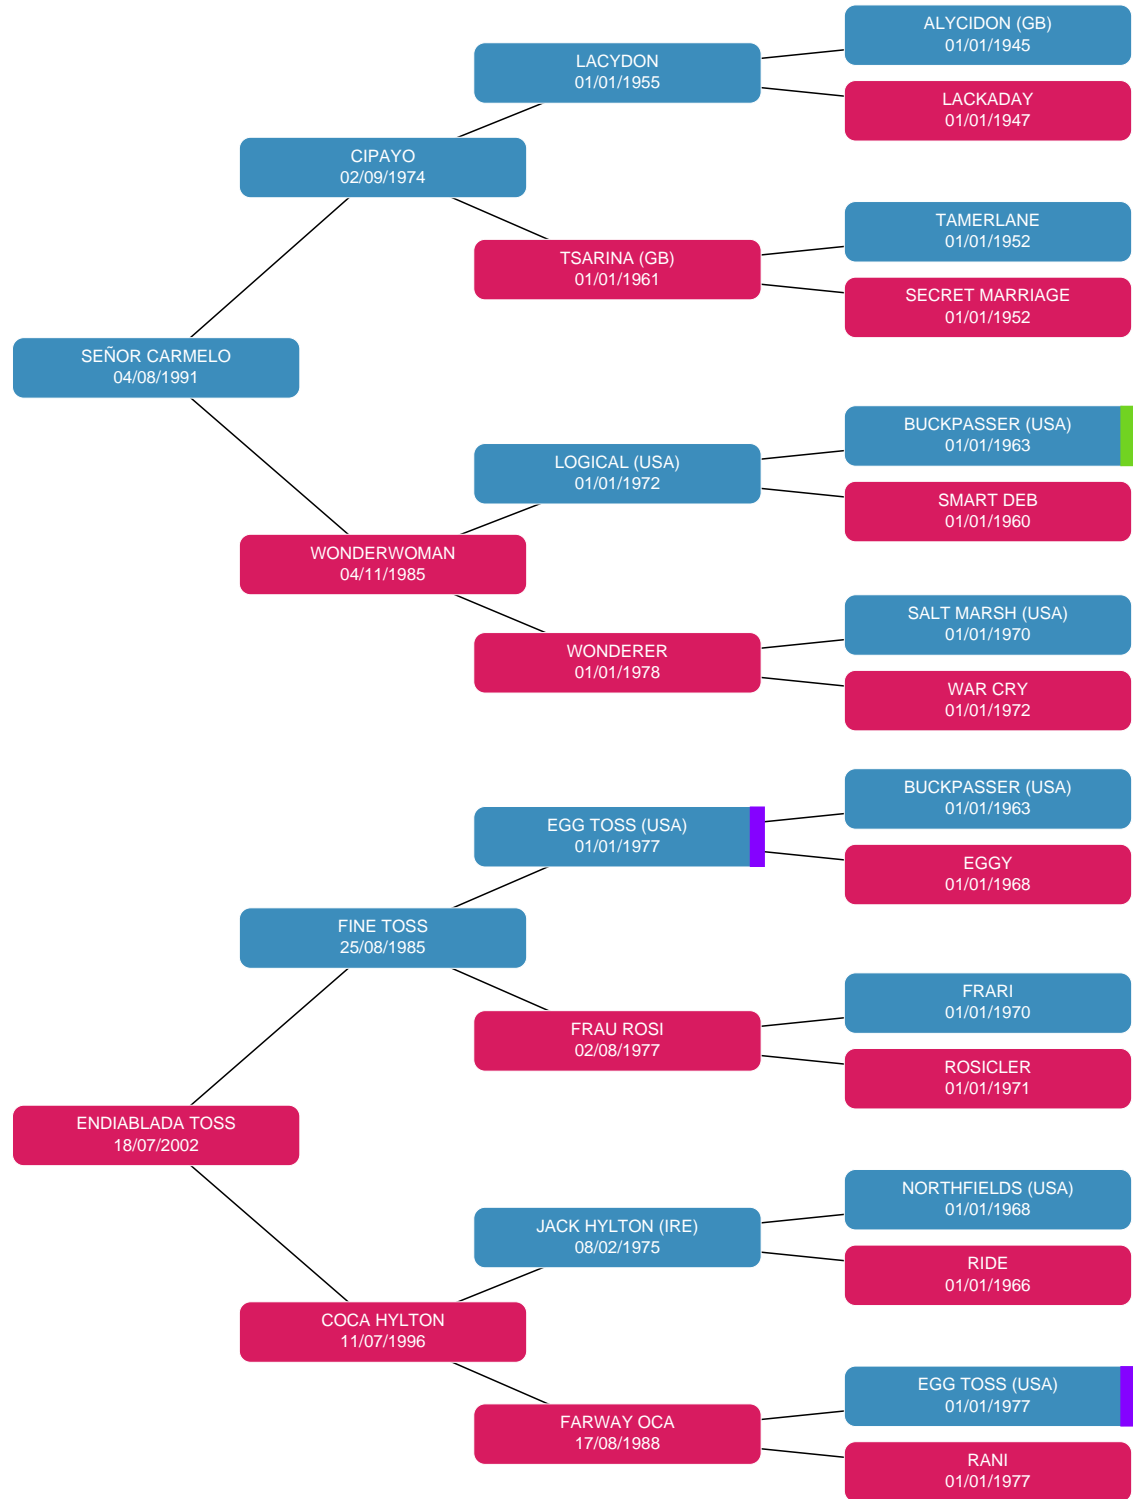 ALYCIDON (GB)
01/01/1945
LACYDON
01/01/1955
LACKADAY
01/01/1947
CIPAYO
02/09/1974
TAMERLANE
01/01/1952
TSARINA (GB)
01/01/1961
SECRET MARRIAGE
01/01/1952
SEÑOR CARMELO
04/08/1991
BUCKPASSER (USA)
01/01/1963
LOGICAL (USA)
01/01/1972
SMART DEB
01/01/1960
WONDERWOMAN
04/11/1985
SALT MARSH (USA)
01/01/1970
WONDERER
01/01/1978
WAR CRY
01/01/1972
BUCKPASSER (USA)
01/01/1963
EGG TOSS (USA)
01/01/1977
EGGY
01/01/1968
FINE TOSS
25/08/1985
FRARI
01/01/1970
FRAU ROSI
02/08/1977
ROSICLER
01/01/1971
ENDIABLADA TOSS
18/07/2002
NORTHFIELDS (USA)
01/01/1968
JACK HYLTON (IRE)
08/02/1975
RIDE
01/01/1966
COCA HYLTON
11/07/1996
EGG TOSS (USA)
01/01/1977
FARWAY OCA
17/08/1988
RANI
01/01/1977